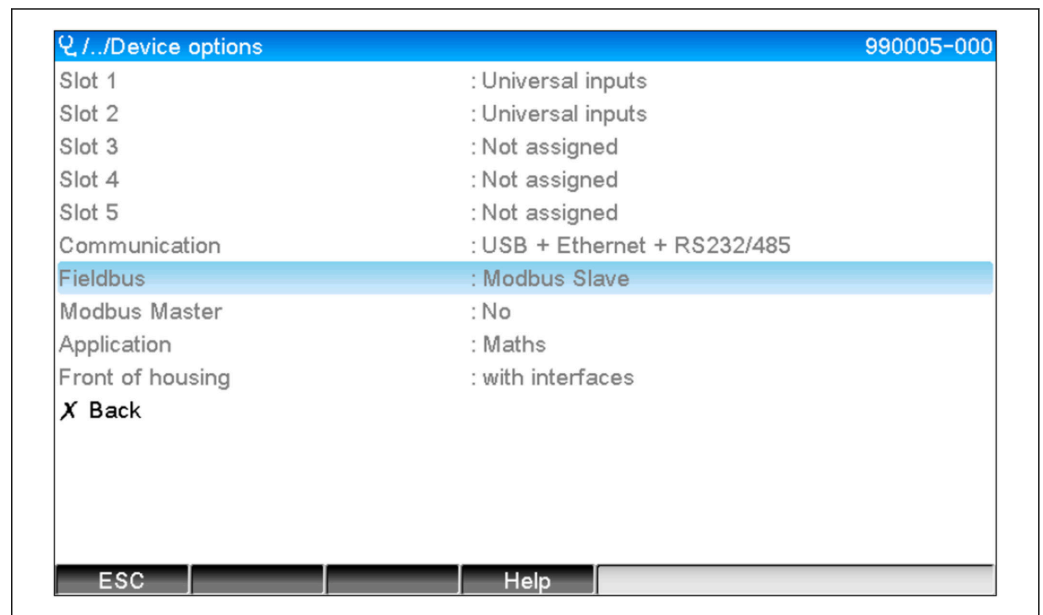 /../Device options 990005-000
Slot 1 : Universal inputs
Slot 2 : Universal inputs
Slot 3 : Not assigned
Slot 4 : Not assigned
Slot 5 : Not assigned
Communication : USB + Ethernet + RS232/485
Fieldbus : Modbus Slave
Modbus Master : No
Application : Maths
Front of housing : with interfaces
X Back
ESC Help